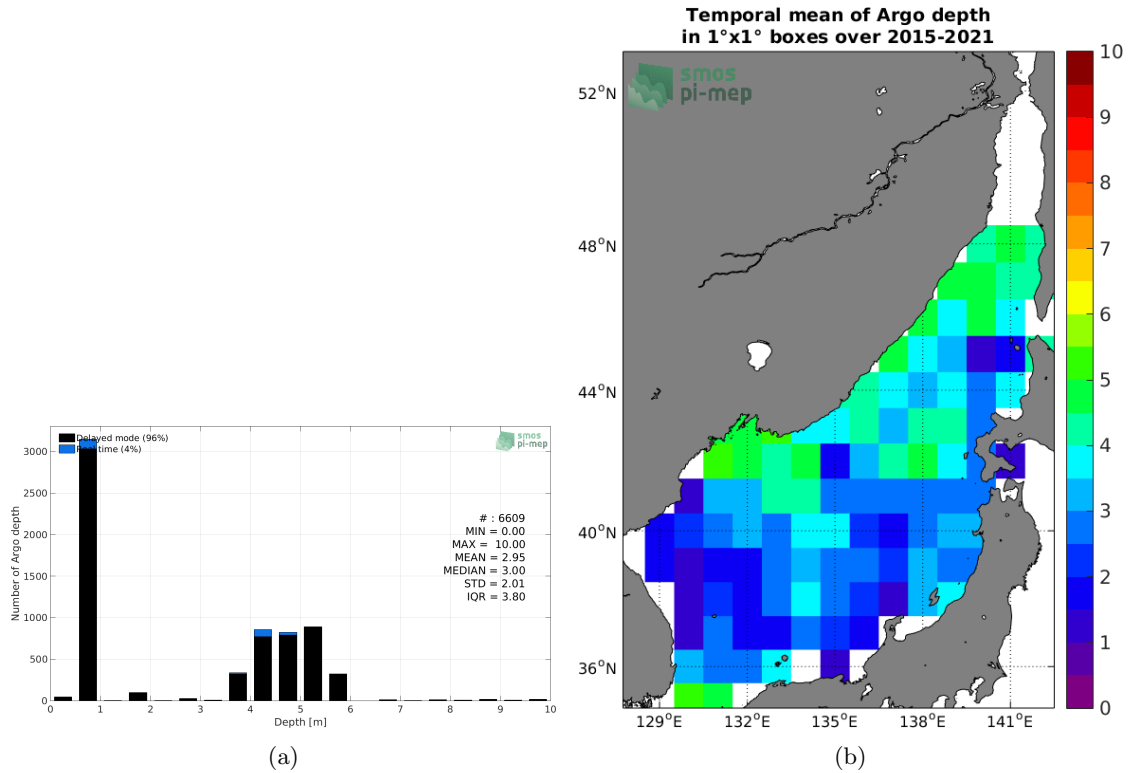 Delayed mode (96%)
Real time (4%)
smos
pi-mep
# : 6609
MIN = 0.00
MAX = 10.00
MEAN = 2.95
MEDIAN = 3.00
STD = 2.01
IQR = 3.80
Number of Argo depth
3000
2500
2000
1500
1000
500
0
0 1 2 3 4 5 6 7 8 9 10
Depth [m]
(a)
Temporal mean of Argo depth
in 1°x1° boxes over 2015-2021
smos
pi-mep
52°N
48°N
44°N
40°N
36°N
129°E 132°E 135°E 138°E 141°E
10
9
8
7
6
5
4
3
2
1
0
(b)